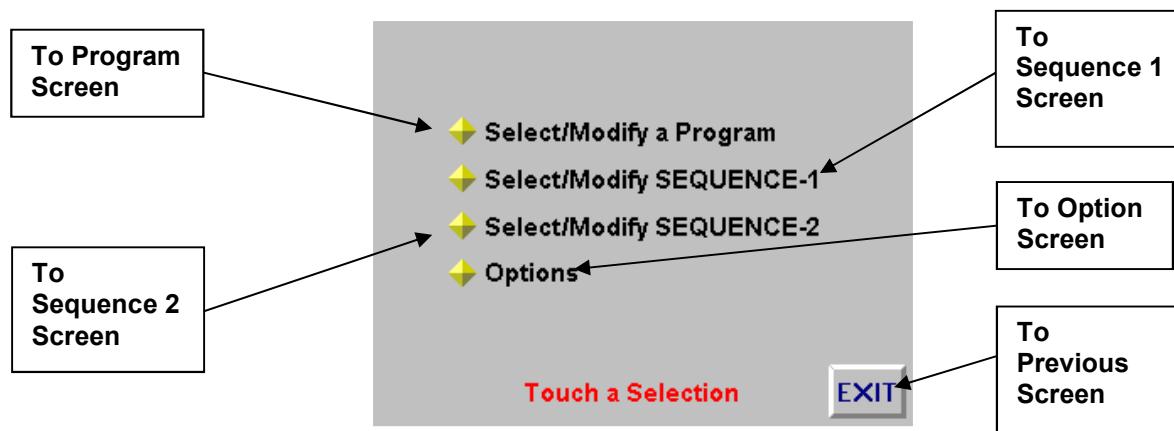 To Program
Screen
To
Sequence 1
Screen
Select/Modify a Program
Select/Modify SEQUENCE-1
Select/Modify SEQUENCE-2
Options
To Option
Screen
To
Sequence 2
Screen
To
Previous
Screen
Touch a Selection
EXIT